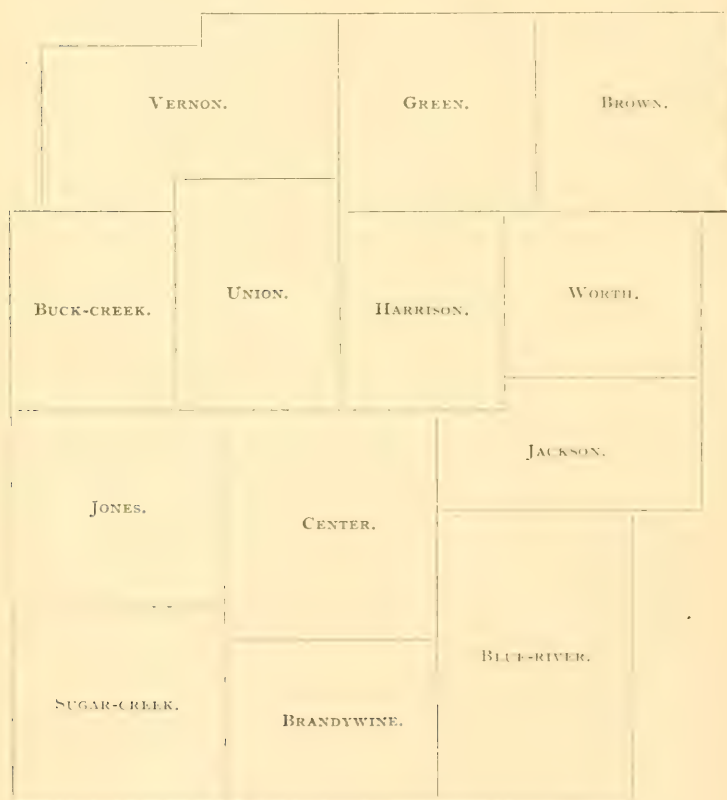 VERNON.
GREEN.
BROWN.
BUCK-CREEK.
UNION.
HARRISON.
WORTH.
JONES.
CENTER.
JACKSON.
SUGAR-CREEK.
BRANDYWINE.
BLUE-RIVER.